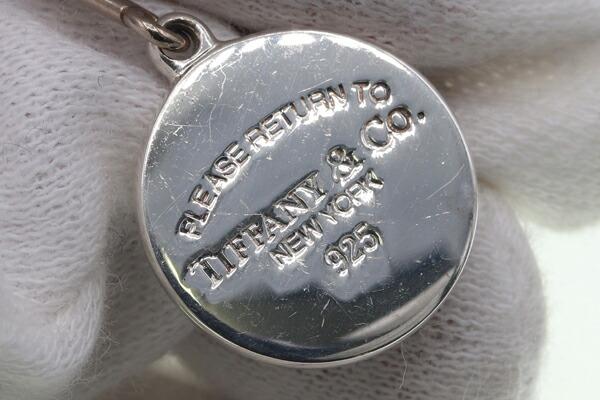 PLEASE RETURN TO
TIFFANY & CO.
NEW YORK
925